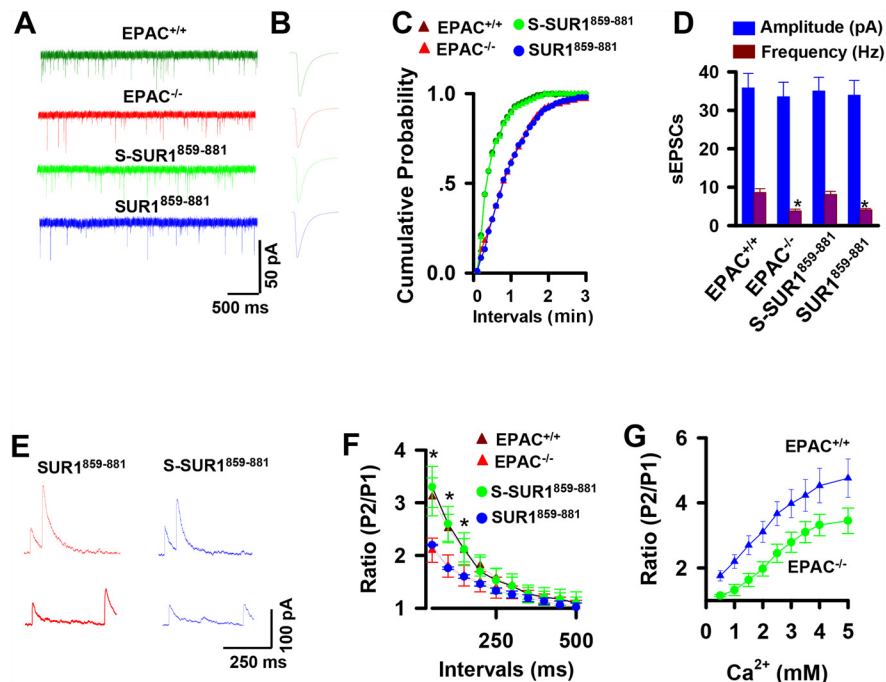 A
EPAC+/+
EPAC-/-
S-SUR1859-881
SUR1859-881
50 pA
500 ms
B
C
EPAC+/+
S-SUR1859-881
EPAC-/-
SUR1859-881
Cumulative Probability
1.0
.5
0.0
0 1 2 3
Intervals (min)
D
Amplitude (pA)
Frequency (Hz)
sEPSCs
40
30
20
10
0
* *
EPAC+/+
EPAC-/-
S-SUR1859-881
SUR1859-881
E
SUR1859-881
S-SUR1859-881
100 pA
250 ms
F
EPAC+/+
EPAC-/-
S-SUR1859-881
SUR1859-881
* * *
Ratio (P2/P1)
4
3
2
1
250 500
Intervals (ms)
G
EPAC+/+
EPAC-/-
Ratio (P2/P1)
6
4
2
0 1 2 3 4 5
Ca2+ (mM)